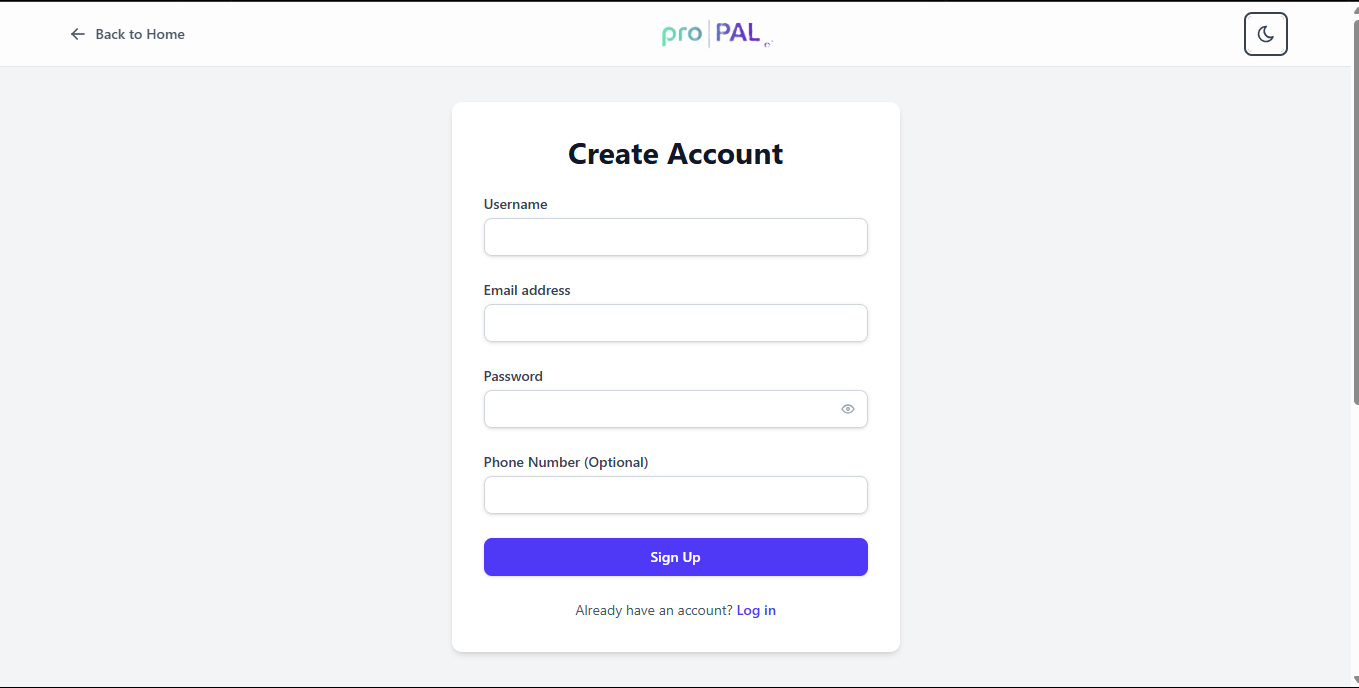 Back to Home
pro|PAL
Create Account
Username
Email address
Password
Phone Number (Optional)
Sign Up
Already have an account? Log in